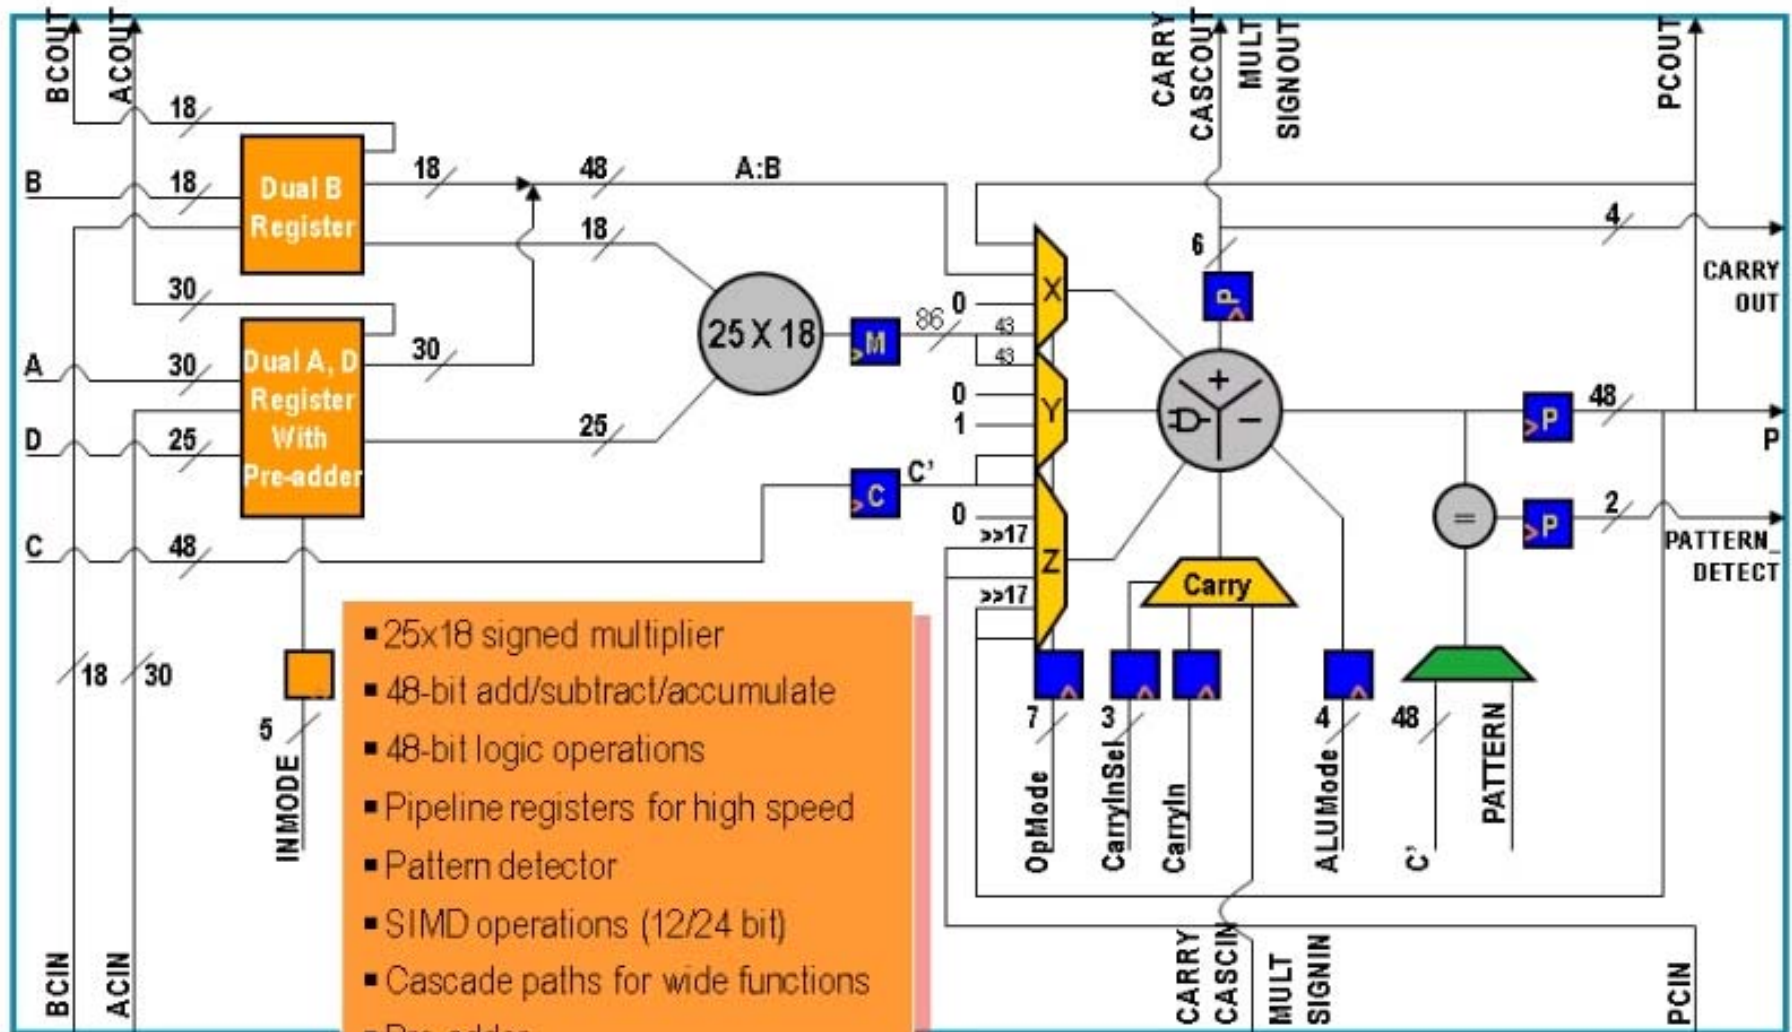 BCOUT
ACOUT
CARRY
CASCOUT
MULT
SIGNOUT
PCOUT
18
B
18
Dual B
Register
18
48
A:B
18
4
6
CARRY
OUT
P
30
A
30
Dual A, D
Register
With
Pre-adder
30
25 X 18
M
86
43
43
0
X
0
1
Y
+
−
P
48
P
D
25
25
C
C'
0
>>17
Z
>>17
=
P
2
PATTERN_
DETECT
C
48
Carry
18
30
5
INMODE
7
3
4
48
OpMode
CarryInSel
CarryIn
ALUMode
C'
PATTERN
▪ 25x18 signed multiplier
▪ 48-bit add/subtract/accumulate
▪ 48-bit logic operations
▪ Pipeline registers for high speed
▪ Pattern detector
▪ SIMD operations (12/24 bit)
▪ Cascade paths for wide functions
▪ Pre-adder
BCIN
ACIN
CARRY
CASCIN
MULT
SIGNIN
PCIN